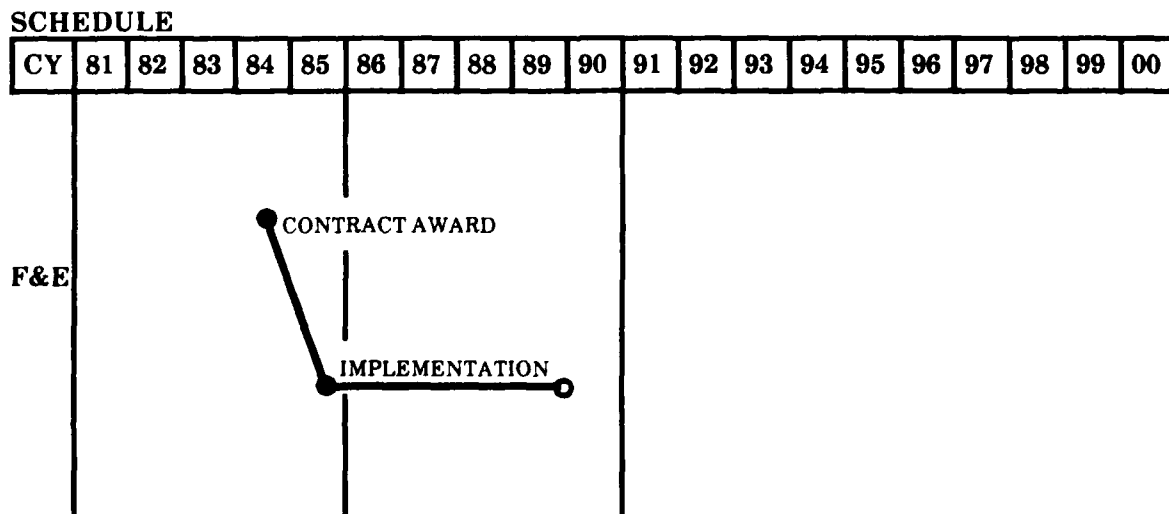 SCHEDULE
CY 81 82 83 84 85 86 87 88 89 90 91 92 93 94 95 96 97 98 99 00
CONTRACT AWARD
F&E
IMPLEMENTATION